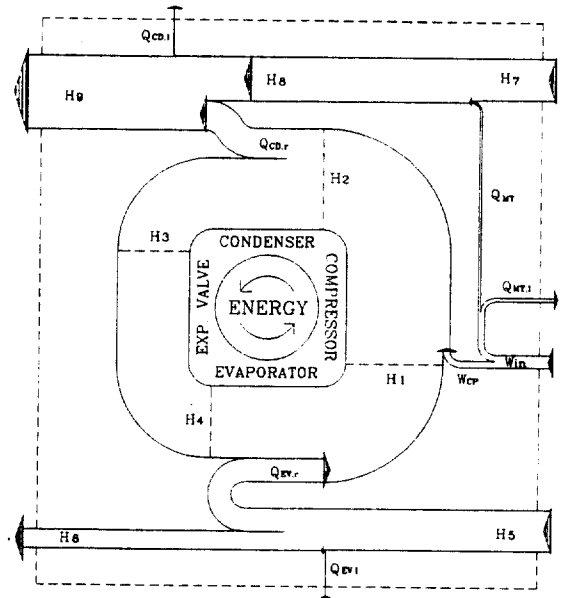 QCD.l
H9
H8
H7
QCD.r
H2
QMT
H3
CONDENSER
EXP VALVE
ENERGY
COMPRESSOR
EVAPORATOR
QMT.l
Win
WCP
H1
H4
QEV.r
H6
H5
QEV l